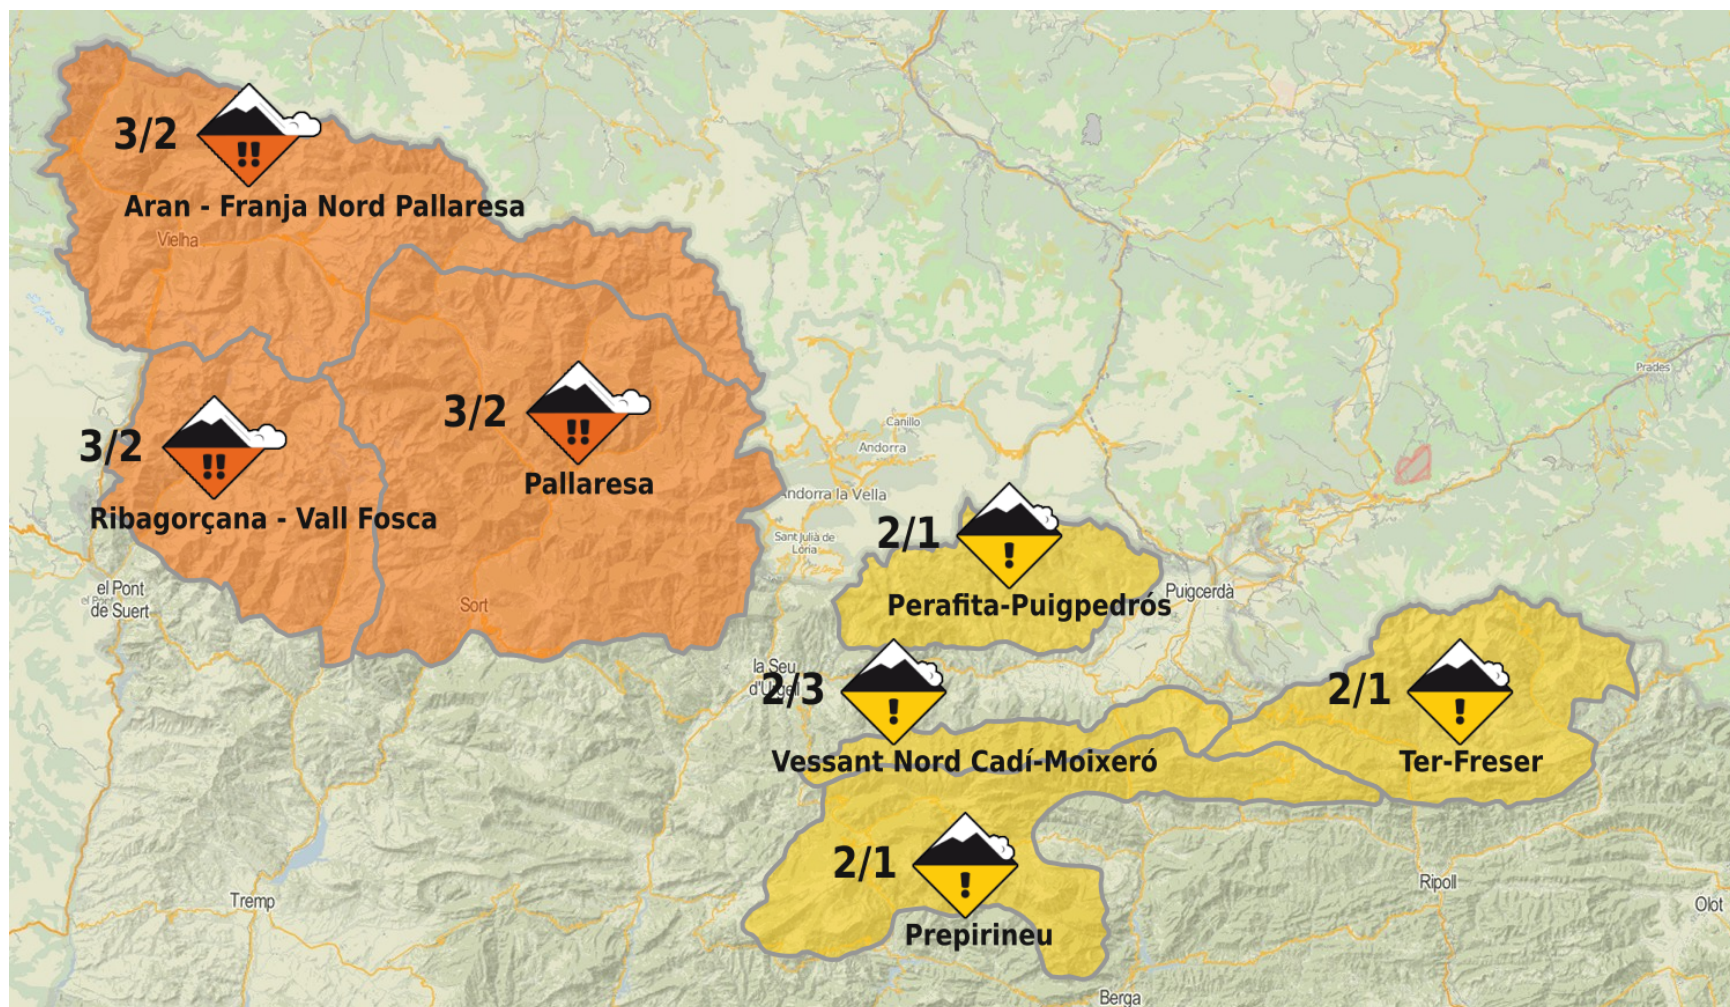 3/2
!!
Aran - Franja Nord Pallaresa
Vielha
3/2
!!
Pallaresa
3/2
!!
Ribagorçana - Vall Fosca
Prades
Canillo
Andorra
Andorra la Vella
Sant Julià de
Lòria
2/1
!
Perafita-Puigpedrós
Puigcerdà
el Pont
de Suert
Sort
la Seu
d'Urgell
2/3
!
Vessant Nord Cadí-Moixeró
2/1
!
Ter-Freser
2/1
!
Prepirineu
Tremp
Ripoll
Olot
Berga